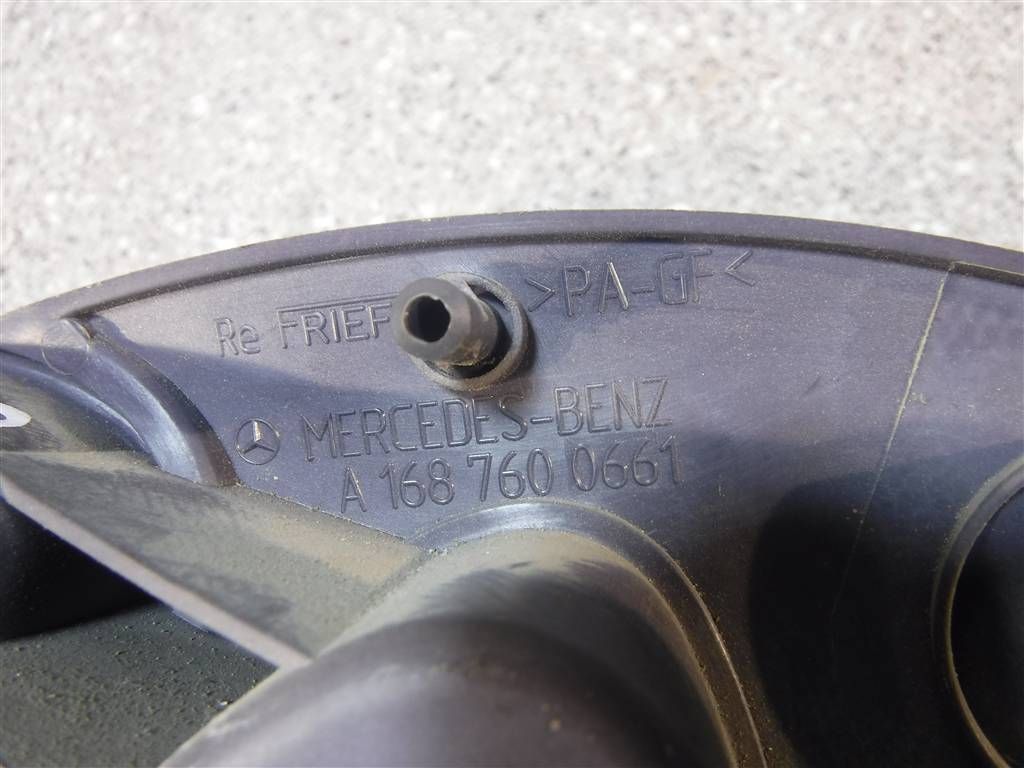 Re FRIEF >PA-GF<
MERCEDES-BENZ
A 168 760 0661